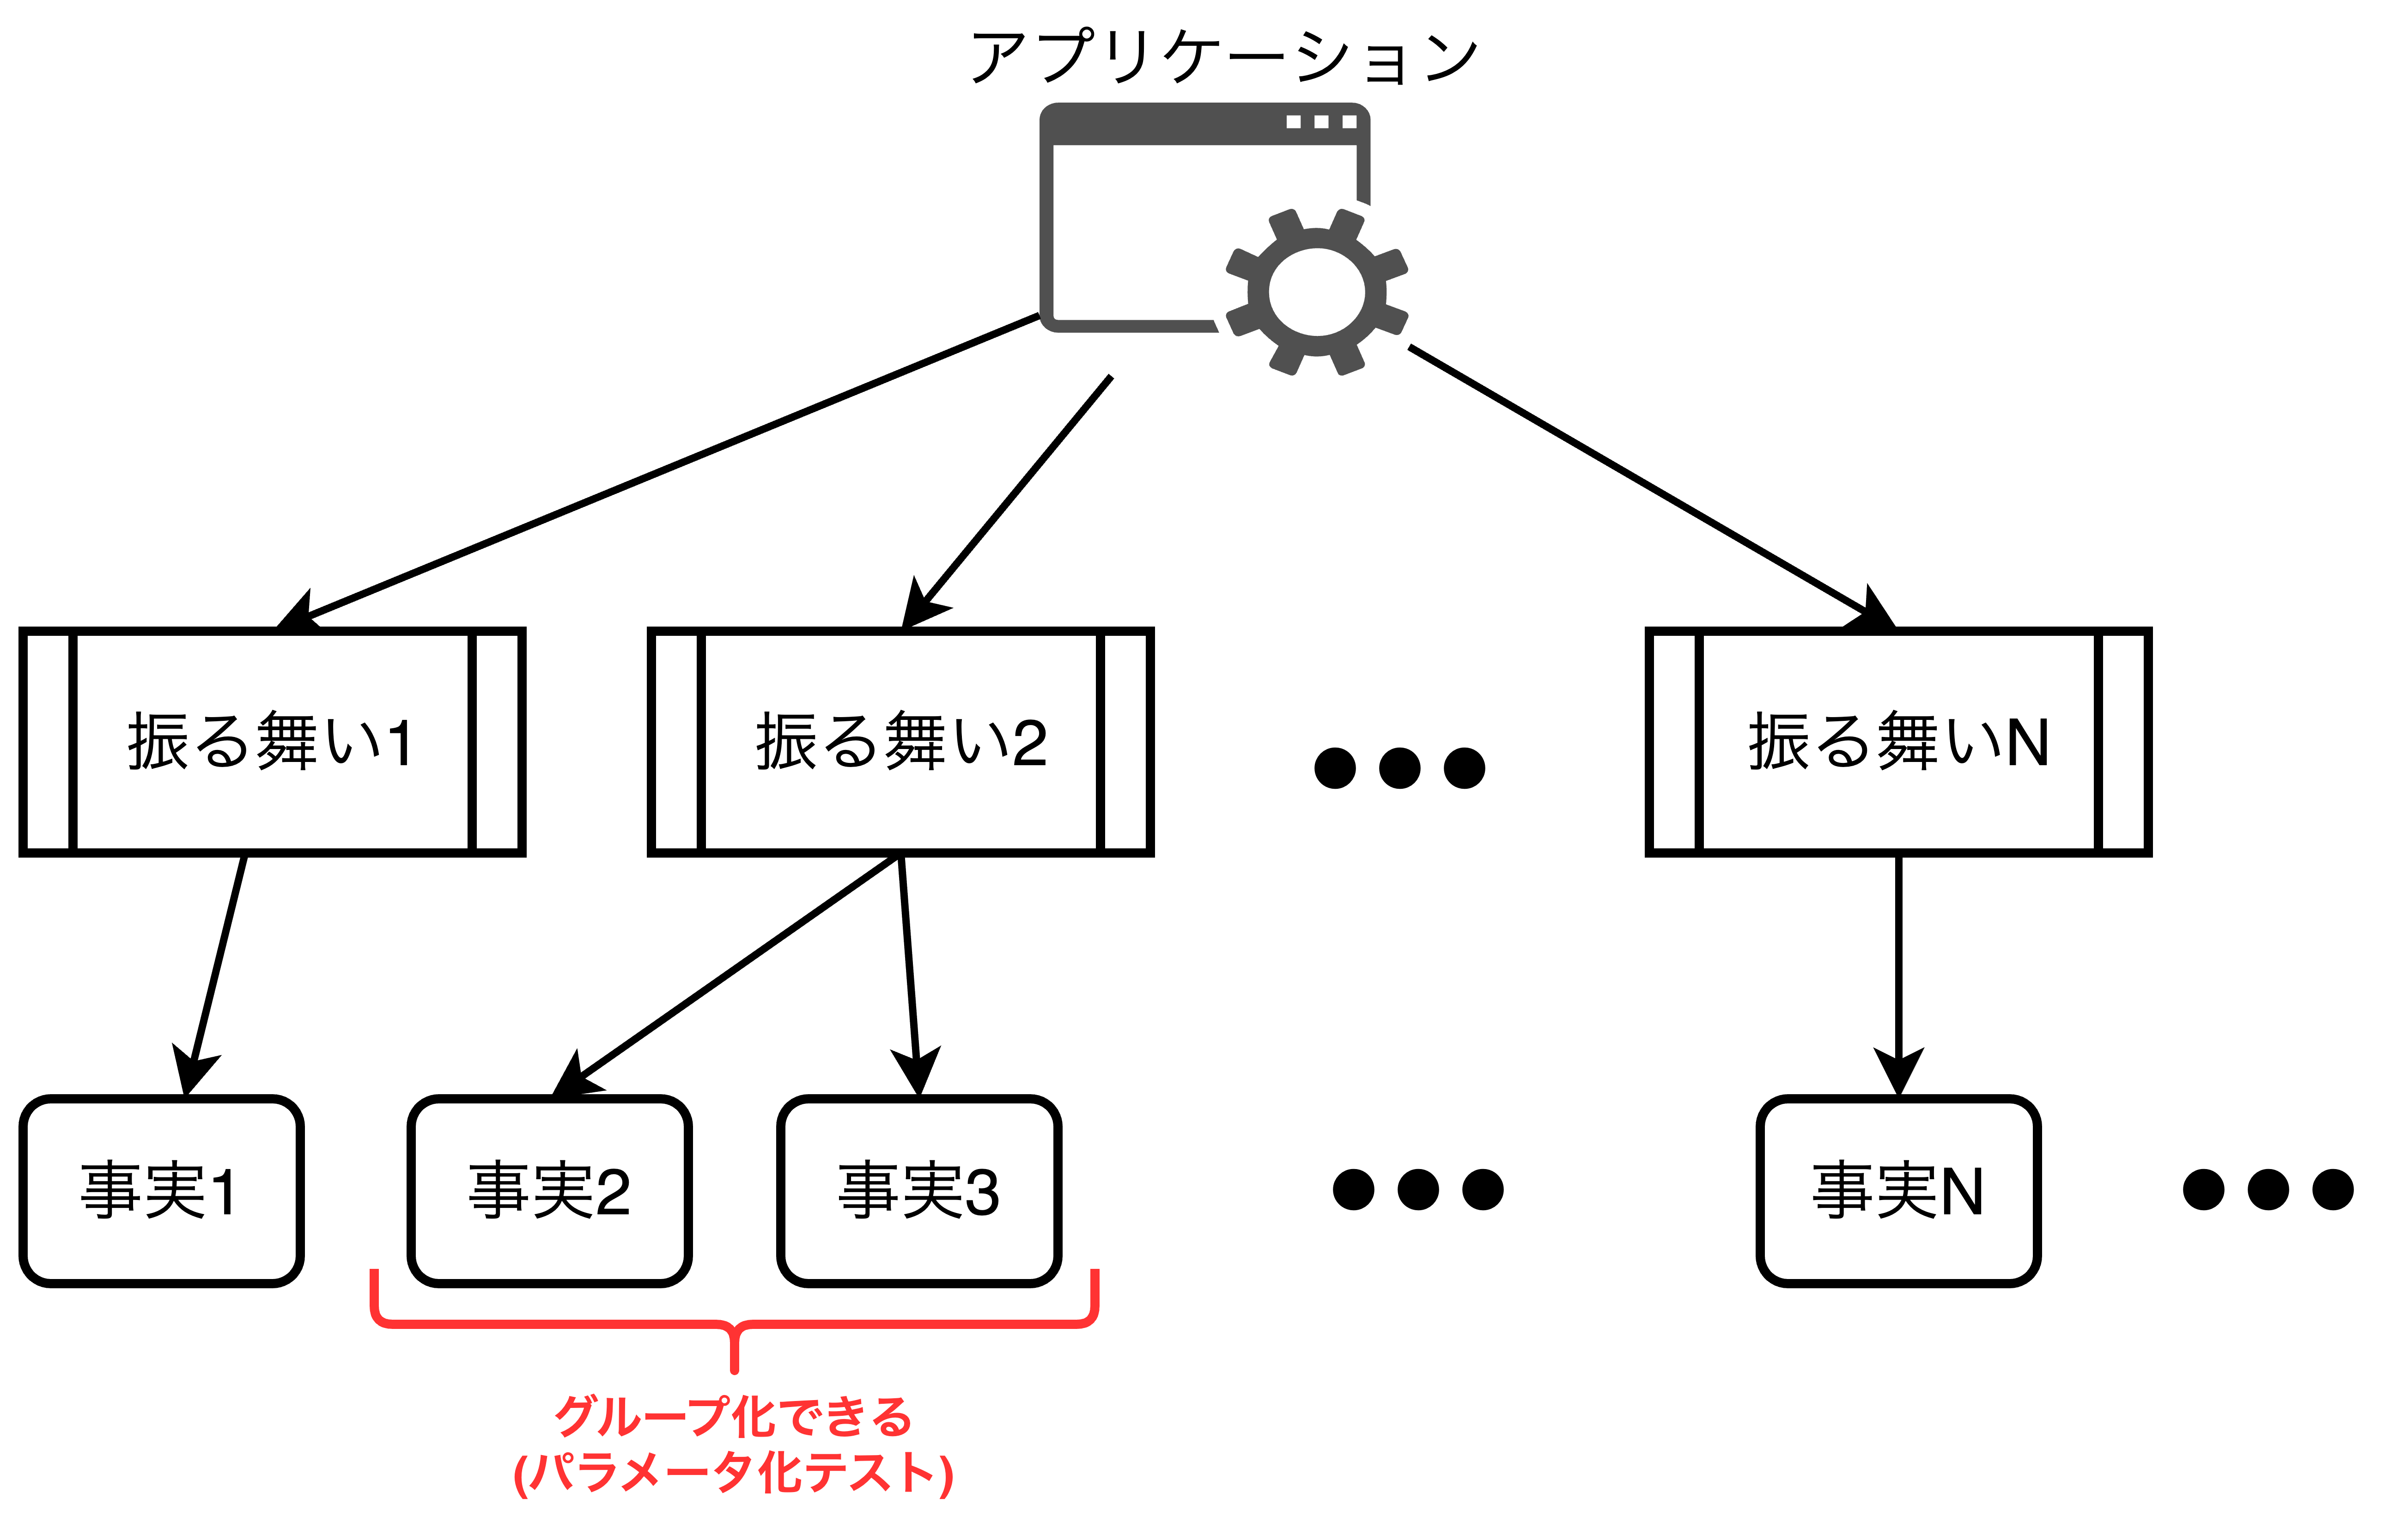 アプリケーション
振る舞い1
振る舞い2
振る舞いN
事実1
事実2
事実3
事実N
グループ化できる
(パラメータ化テスト)